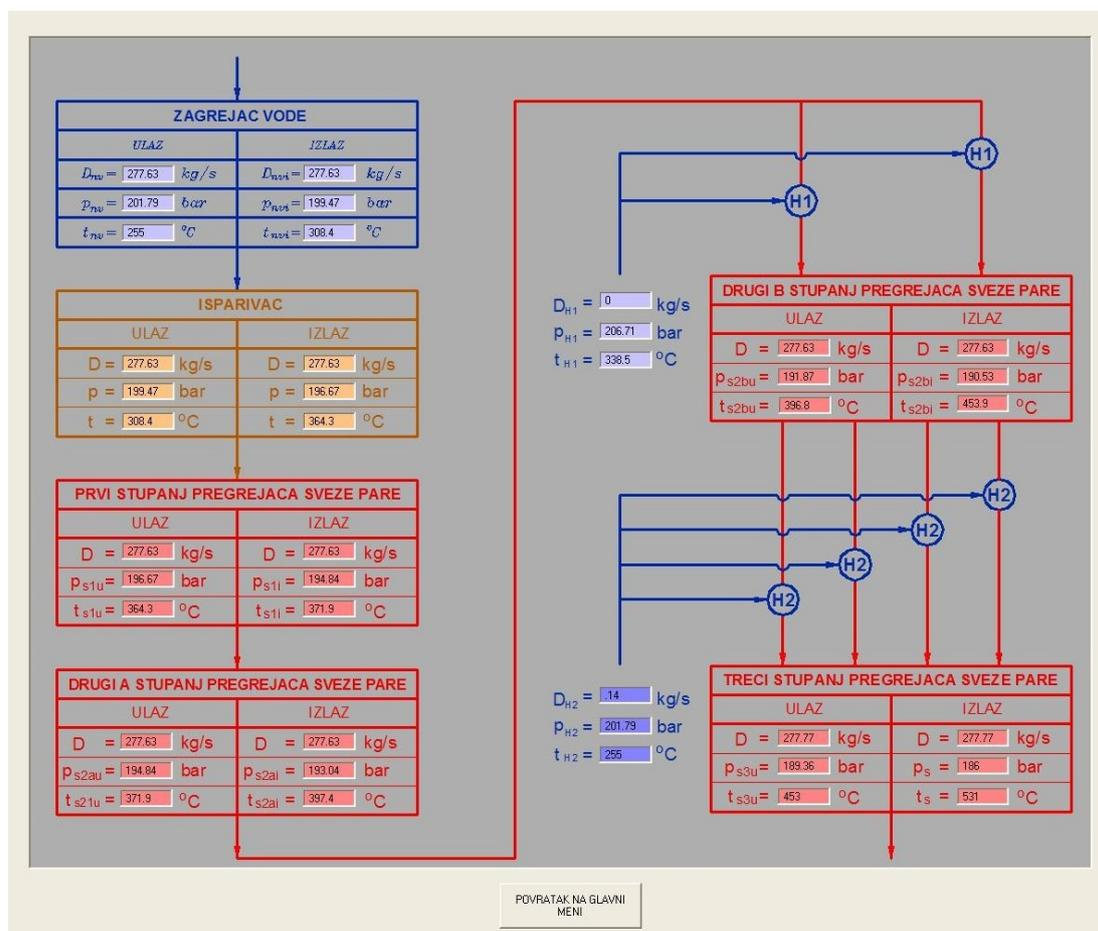 ZAGREJAC VODE
ULAZ IZLAZ
Dnv = 277.63 kg/s Dnvi = 277.63 kg/s
pnv = 201.79 bar pnvi = 199.47 bar
tnv = 255 °C tnvi = 308.4 °C
ISPARIVAC
ULAZ IZLAZ
D = 277.63 kg/s D = 277.63 kg/s
p = 199.47 bar p = 196.67 bar
t = 308.4 °C t = 364.3 °C
PRVI STUPANJ PREGREJACA SVEZE PARE
ULAZ IZLAZ
D = 277.63 kg/s D = 277.63 kg/s
ps1u = 196.67 bar ps1i = 194.84 bar
ts1u = 364.3 °C ts1i = 371.9 °C
DRUGI A STUPANJ PREGREJACA SVEZE PARE
ULAZ IZLAZ
D = 277.63 kg/s D = 277.63 kg/s
ps2au = 194.84 bar ps2ai = 193.04 bar
ts21u = 371.9 °C ts2ai = 397.4 °C
H1
H1
DH1 = 0 kg/s
pH1 = 206.71 bar
tH1 = 338.5 °C
DRUGI B STUPANJ PREGREJACA SVEZE PARE
ULAZ IZLAZ
D = 277.63 kg/s D = 277.63 kg/s
ps2bu = 191.87 bar ps2bi = 190.53 bar
ts2bu = 396.8 °C ts2bi = 453.9 °C
H2
H2
H2
H2
DH2 = .14 kg/s
pH2 = 201.79 bar
tH2 = 255 °C
TRECI STUPANJ PREGREJACA SVEZE PARE
ULAZ IZLAZ
D = 277.77 kg/s D = 277.77 kg/s
ps3u = 189.36 bar ps = 186 bar
ts3u = 453 °C ts = 531 °C
POVRATAK NA GLAVNI
MENI